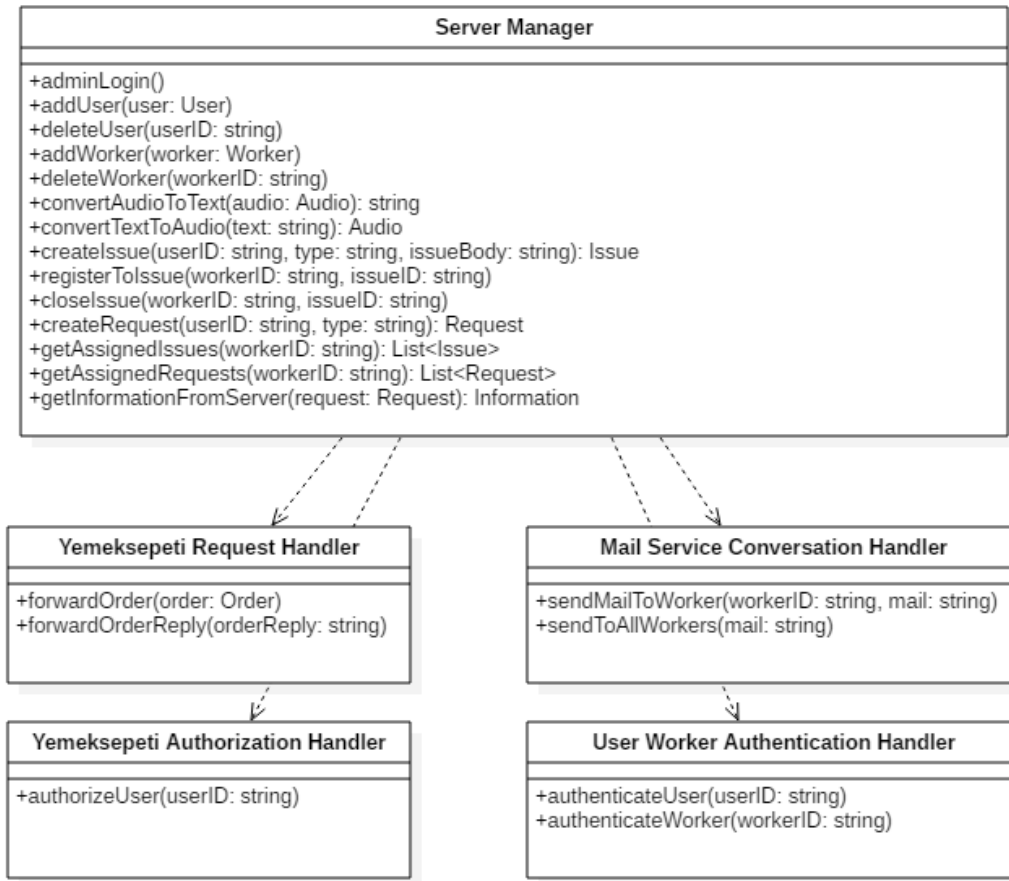 Server Manager
+adminLogin()
+addUser(user: User)
+deleteUser(userID: string)
+addWorker(worker: Worker)
+deleteWorker(workerID: string)
+convertAudioToText(audio: Audio): string
+convertTextToAudio(text: string): Audio
+createIssue(userID: string, type: string, issueBody: string): Issue
+registerToIssue(workerID: string, issueID: string)
+closeIssue(workerID: string, issueID: string)
+createRequest(userID: string, type: string): Request
+getAssignedIssues(workerID: string): List<Issue>
+getAssignedRequests(workerID: string): List<Request>
+getInformationFromServer(request: Request): Information
Yemeksepeti Request Handler
+forwardOrder(order: Order)
+forwardOrderReply(orderReply: string)
Mail Service Conversation Handler
+sendMailToWorker(workerID: string, mail: string)
+sendToAllWorkers(mail: string)
Yemeksepeti Authorization Handler
+authorizeUser(userID: string)
User Worker Authentication Handler
+authenticateUser(userID: string)
+authenticateWorker(workerID: string)